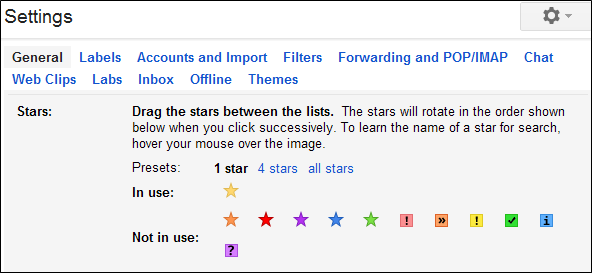 Settings
General Labels Accounts and Import Filters Forwarding and POP/IMAP Chat
Web Clips Labs Inbox Offline Themes
Stars: Drag the stars between the lists. The stars will rotate in the order shown
below when you click successively. To learn the name of a star for search,
hover your mouse over the image.
Presets: 1 star 4 stars all stars
In use:
! » ! i
Not in use:
?